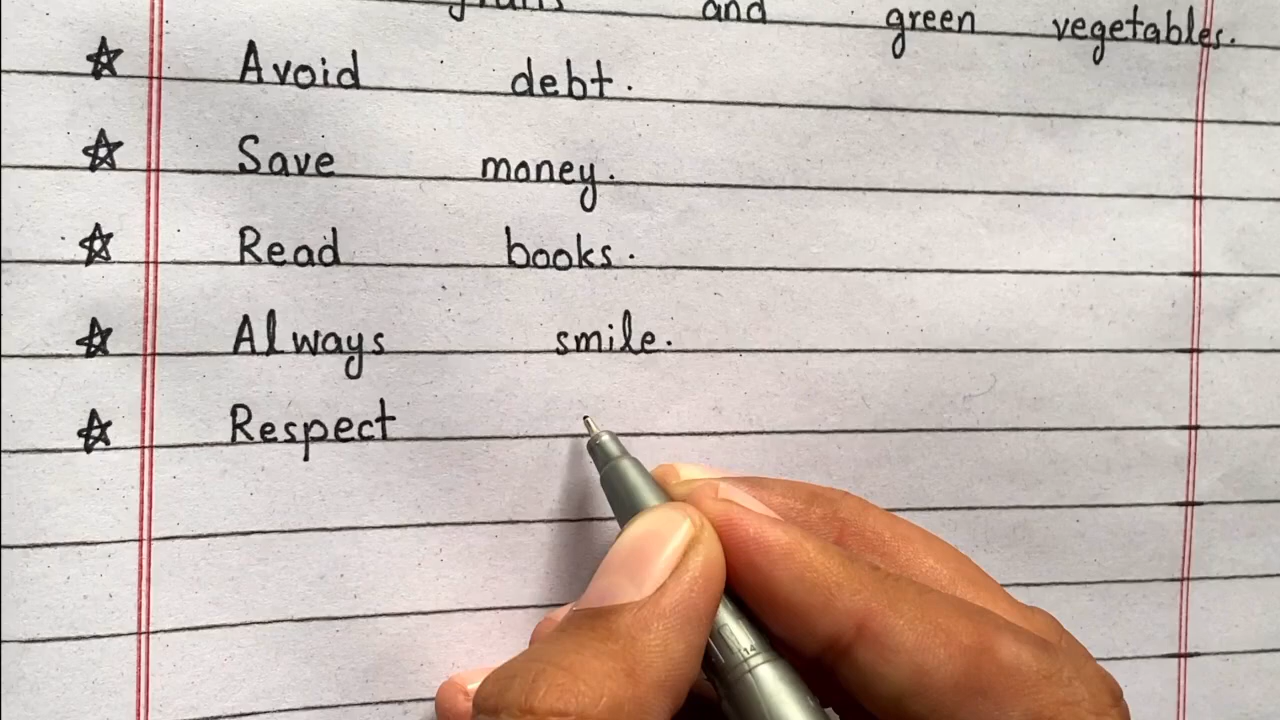 and green vegetables.
Avoid debt.
Save money.
Read books.
Always smile.
Respect